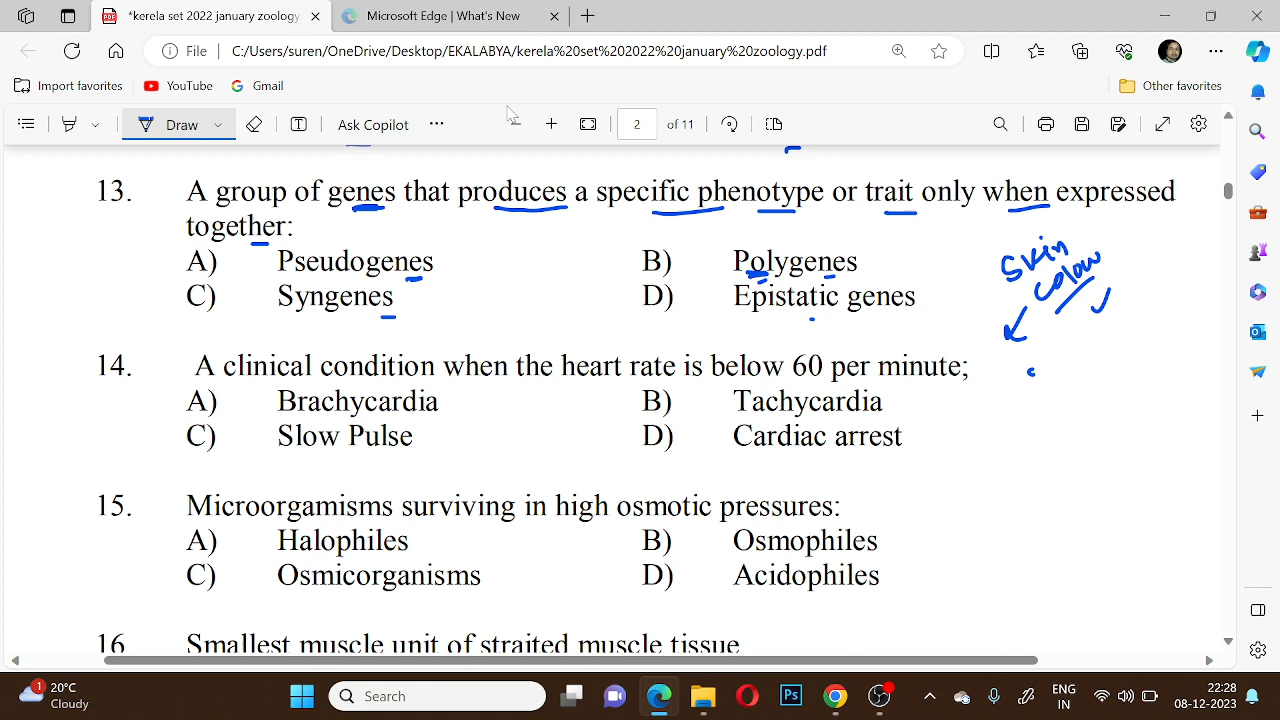 *kerela set 2022 january zoology.
Microsoft Edge | What's New
File
C:/Users/suren/OneDrive/Desktop/EKALABYA/kerela%20set%202022%20january%20zoology.pdf
Import favorites
YouTube
Gmail
Other favorites
Draw
Ask Copilot
2 of 11
13. A group of genes that produces a specific phenotype or trait only when expressed
together:
A) Pseudogenes B) Polygenes
C) Syngenes D) Epistatic genes
Skin
colour
14. A clinical condition when the heart rate is below 60 per minute;
A) Brachycardia B) Tachycardia
C) Slow Pulse D) Cardiac arrest
15. Microorgamisms surviving in high osmotic pressures:
A) Halophiles B) Osmophiles
C) Osmicorganisms D) Acidophiles
16 Smallest muscle unit of straited muscle tissue
1
20°C
Cloudy
Search
Ps
ENG
IN
22:28
08-12-2023